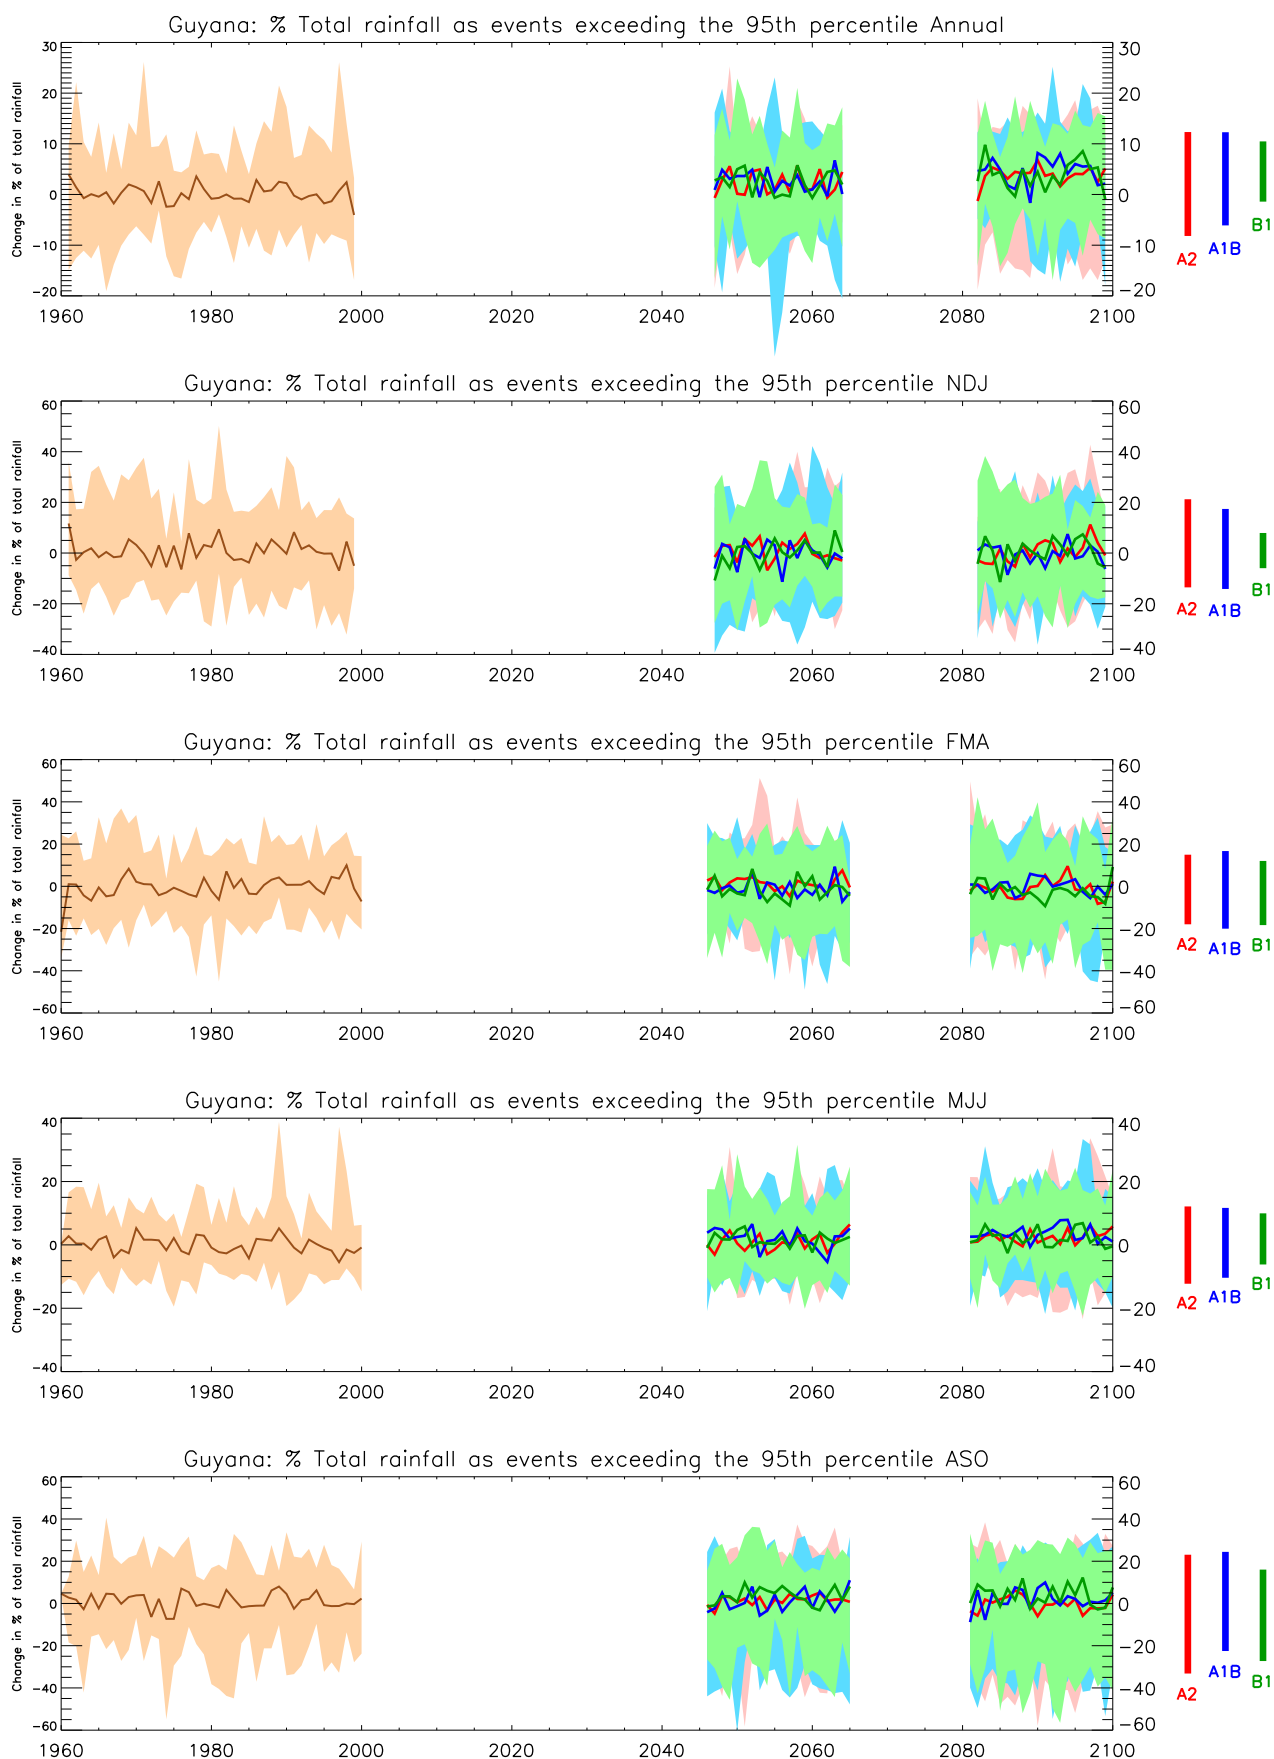 Guyana: % Total rainfall as events exceeding the 95th percentile Annual
Change in % of total rainfall
30 20 10 0 -10 -20
30 20 10 0 -10 -20
1960 1980 2000 2020 2040 2060 2080 2100
A2 A1B B1
Guyana: % Total rainfall as events exceeding the 95th percentile NDJ
Change in % of total rainfall
60 40 20 0 -20 -40
60 40 20 0 -20 -40
1960 1980 2000 2020 2040 2060 2080 2100
A2 A1B B1
Guyana: % Total rainfall as events exceeding the 95th percentile FMA
Change in % of total rainfall
60 40 20 0 -20 -40 -60
60 40 20 0 -20 -40 -60
1960 1980 2000 2020 2040 2060 2080 2100
A2 A1B B1
Guyana: % Total rainfall as events exceeding the 95th percentile MJJ
Change in % of total rainfall
40 20 0 -20 -40
40 20 0 -20 -40
1960 1980 2000 2020 2040 2060 2080 2100
A2 A1B B1
Guyana: % Total rainfall as events exceeding the 95th percentile ASO
Change in % of total rainfall
60 40 20 0 -20 -40 -60
60 40 20 0 -20 -40 -60
1960 1980 2000 2020 2040 2060 2080 2100
A2 A1B B1